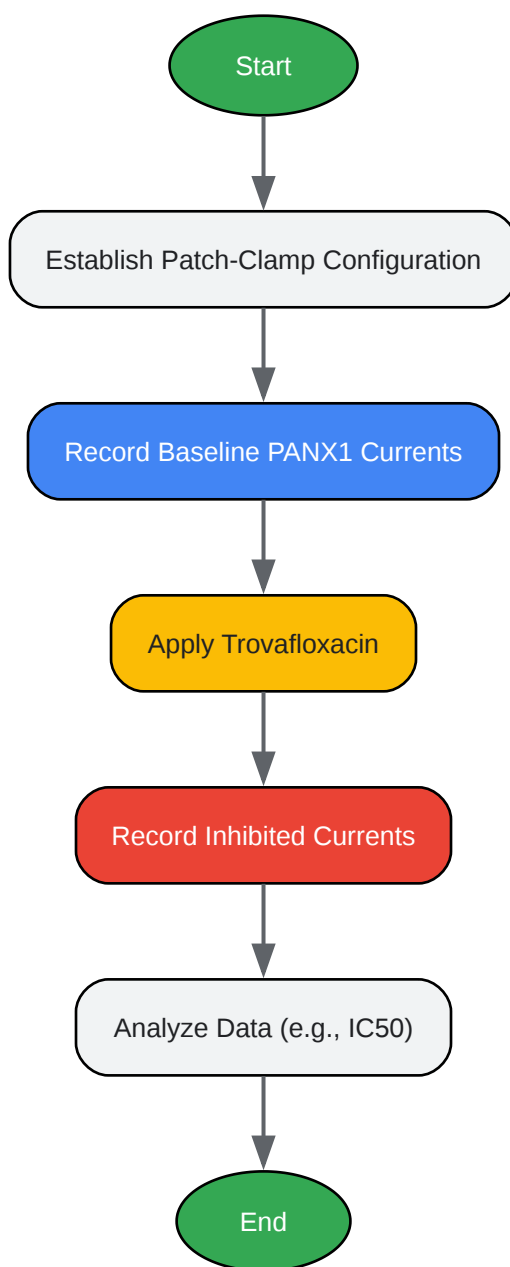 Start
Establish Patch-Clamp Configuration
Record Baseline PANX1 Currents
Apply Trovafloxacin
Record Inhibited Currents
Analyze Data (e.g., IC50)
End